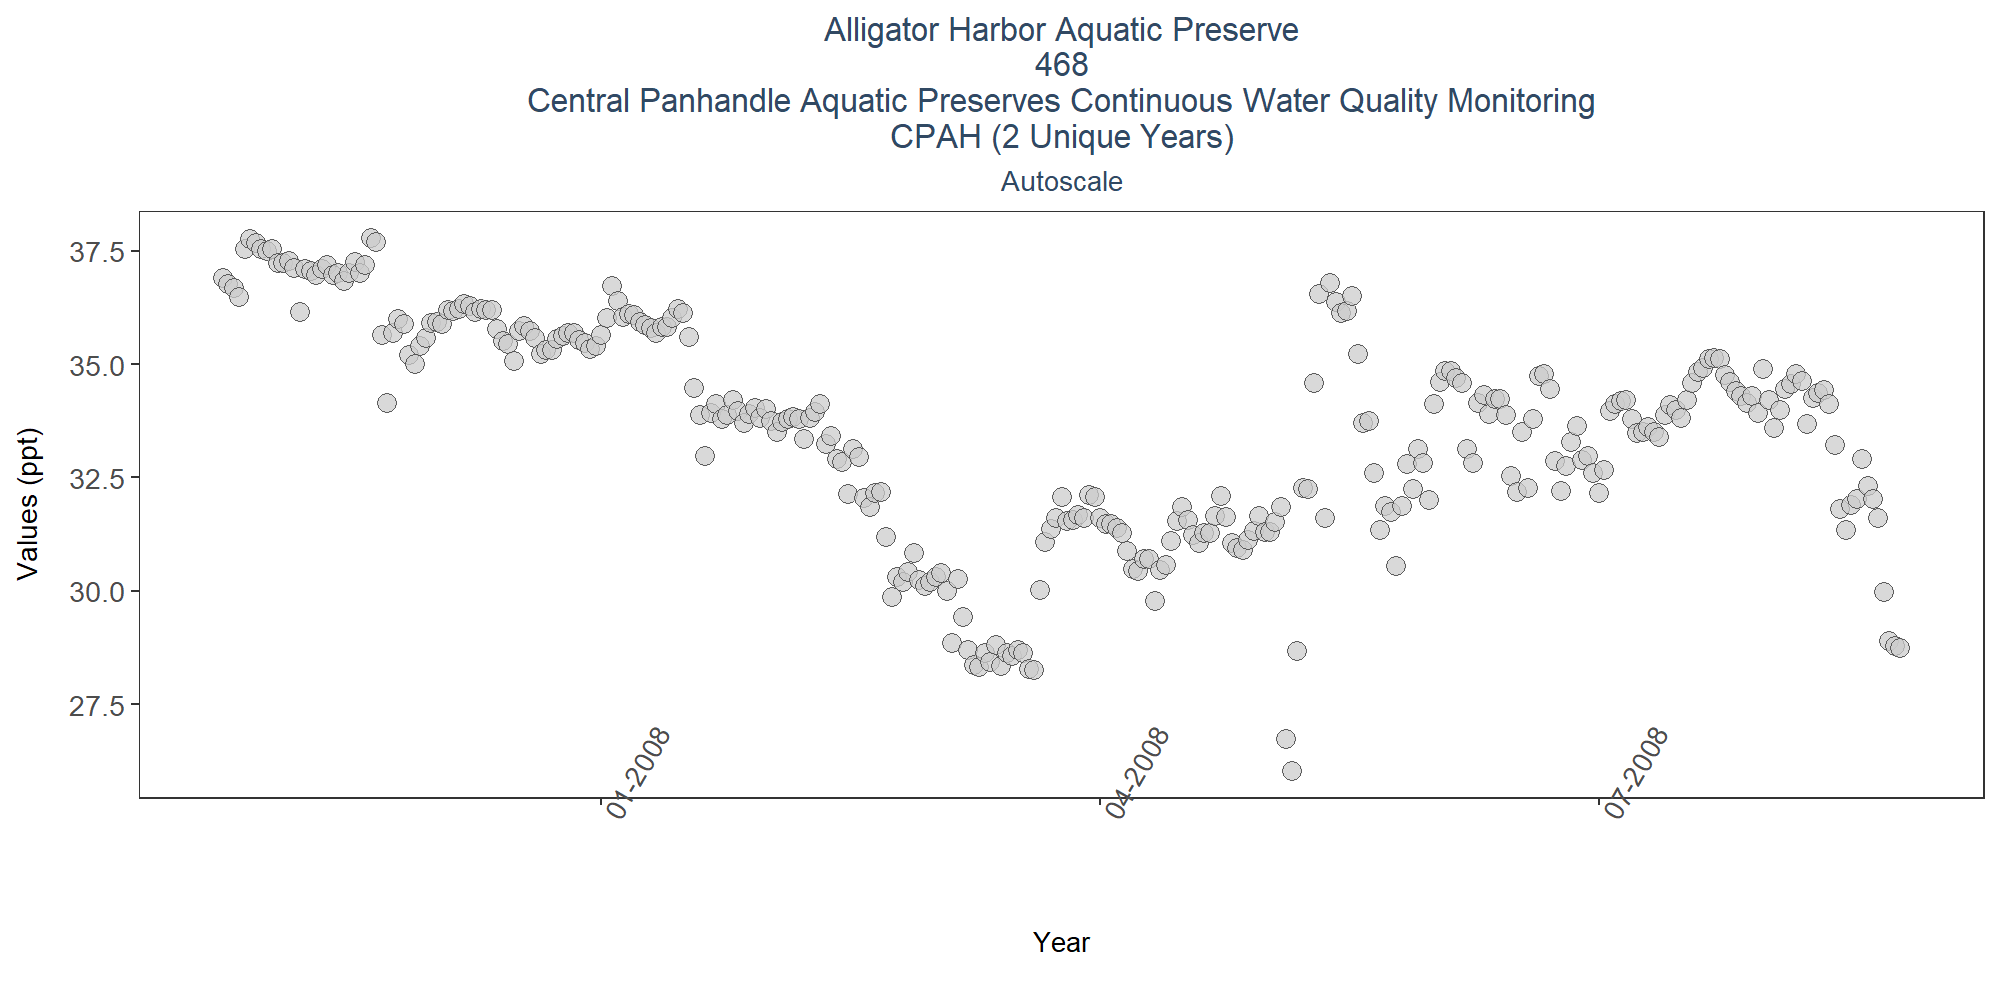 Alligator Harbor Aquatic Preserve
468
Central Panhandle Aquatic Preserves Continuous Water Quality Monitoring
CPAH (2 Unique Years)
Autoscale
37.5
35.0
32.5
30.0
27.5
Values (ppt)
01-2008
04-2008
07-2008
Year